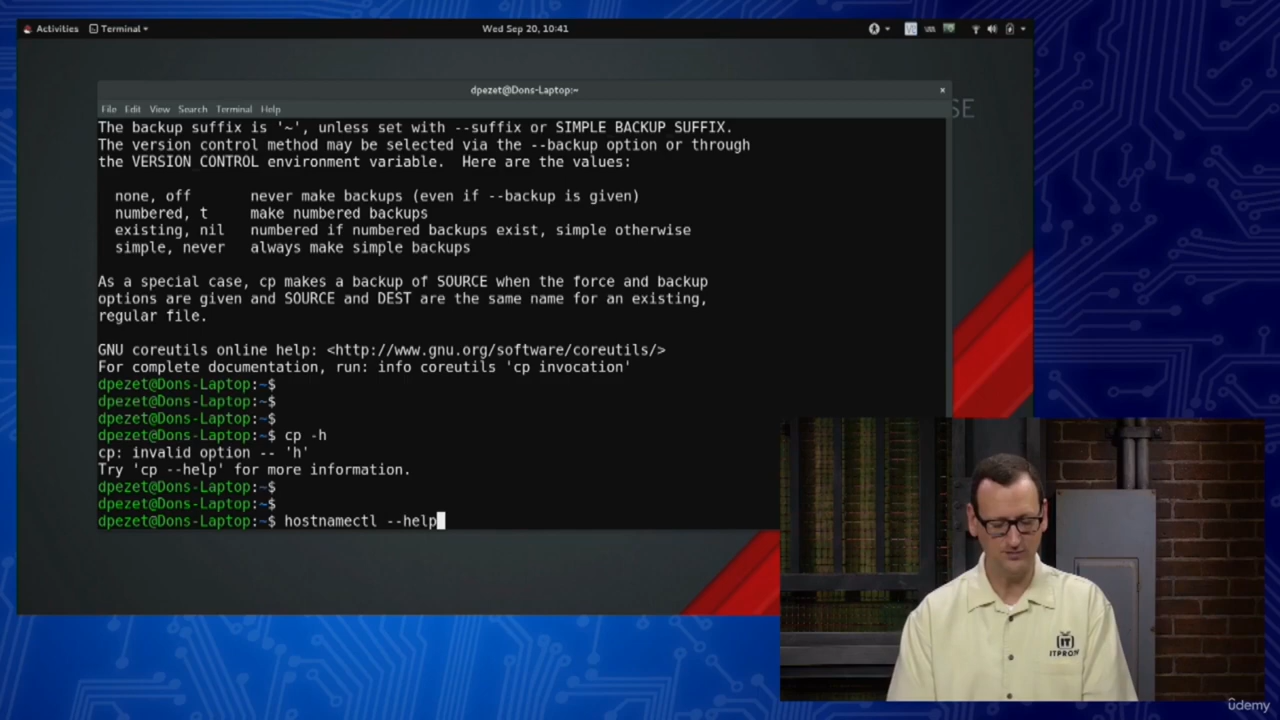 Activities Terminal Wed Sep 20, 10:41
SE
dpezet@Dons-Laptop:~
File Edit View Search Terminal Help
The backup suffix is '~', unless set with --suffix or SIMPLE_BACKUP_SUFFIX.
The version control method may be selected via the --backup option or through
the VERSION_CONTROL environment variable.  Here are the values:
none, off       never make backups (even if --backup is given)
numbered, t     make numbered backups
existing, nil   numbered if numbered backups exist, simple otherwise
simple, never   always make simple backups
As a special case, cp makes a backup of SOURCE when the force and backup
options are given and SOURCE and DEST are the same name for an existing,
regular file.
GNU coreutils online help: <http://www.gnu.org/software/coreutils/>
For complete documentation, run: info coreutils 'cp invocation'
dpezet@Dons-Laptop:~$
dpezet@Dons-Laptop:~$
dpezet@Dons-Laptop:~$
dpezet@Dons-Laptop:~$ cp -h
cp: invalid option -- 'h'
Try 'cp --help' for more information.
dpezet@Dons-Laptop:~$
dpezet@Dons-Laptop:~$
dpezet@Dons-Laptop:~$ hostnamectl --help
IT
ITPRO
udemy